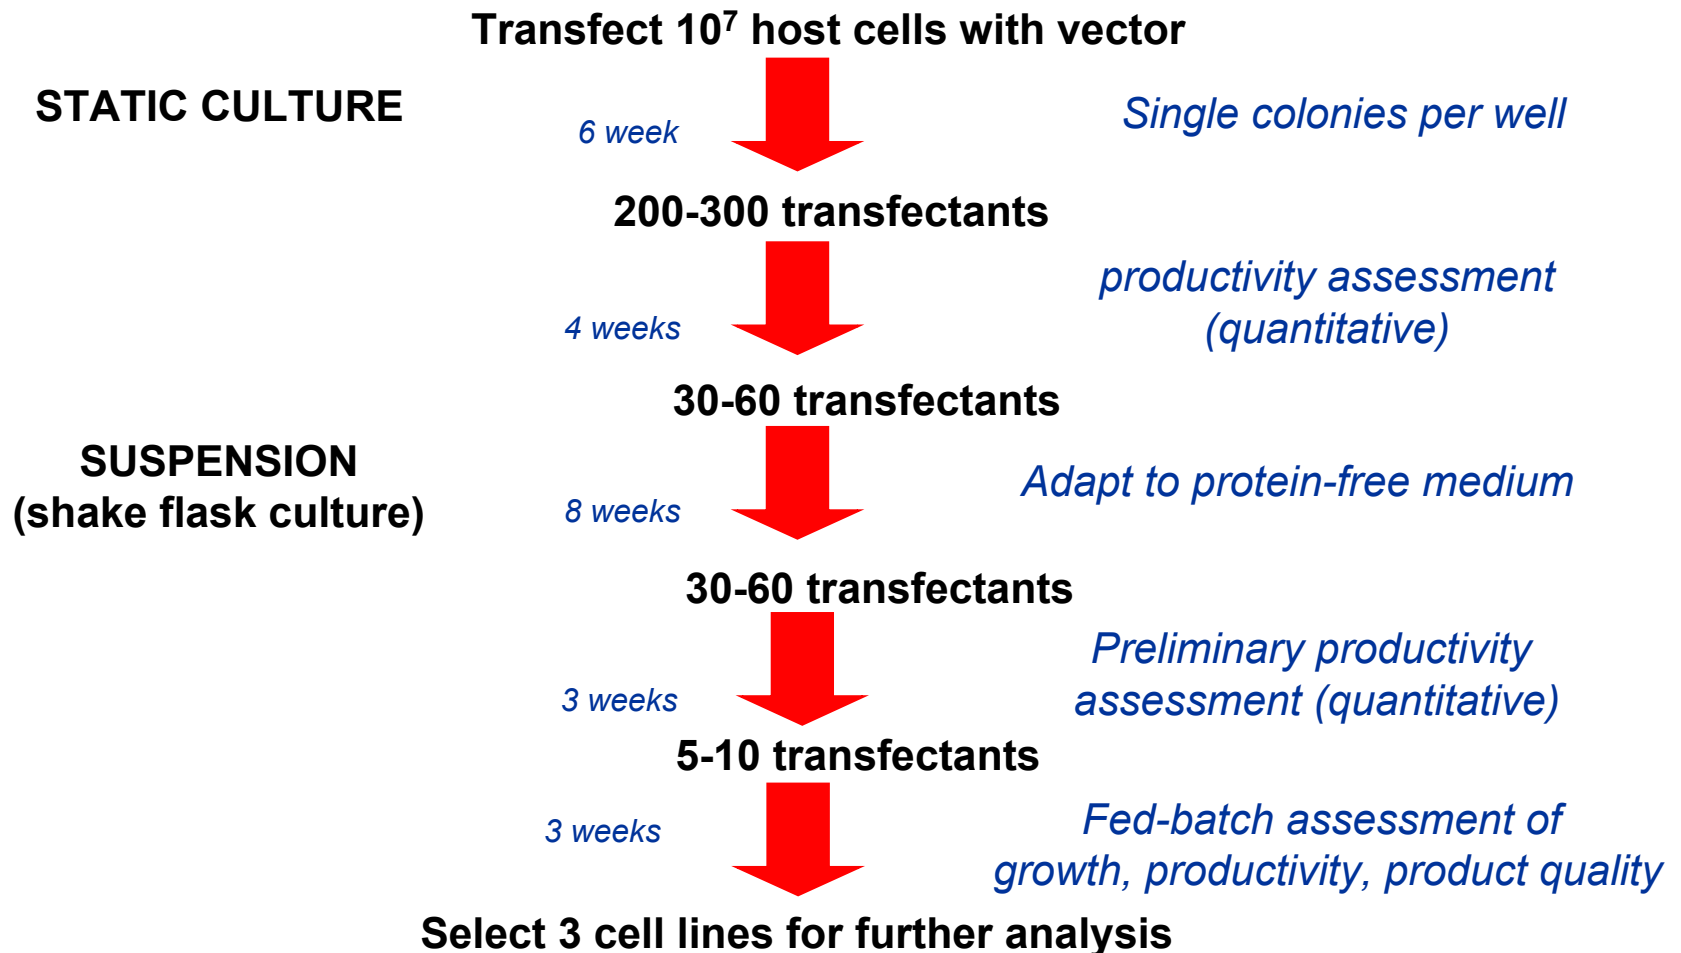 Transfect 10⁷ host cells with vector
STATIC CULTURE
6 week
Single colonies per well
200-300 transfectants
4 weeks
productivity assessment
(quantitative)
30-60 transfectants
SUSPENSION
(shake flask culture)
8 weeks
Adapt to protein-free medium
30-60 transfectants
3 weeks
Preliminary productivity
assessment (quantitative)
5-10 transfectants
3 weeks
Fed-batch assessment of
growth, productivity, product quality
Select 3 cell lines for further analysis